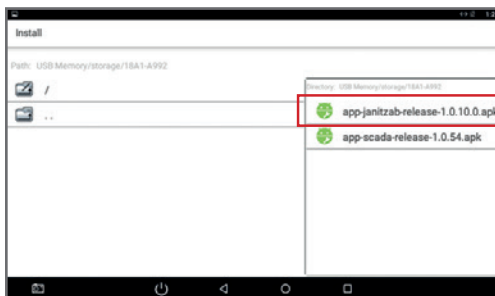 Install
Path: USB Memory/storage/18A1-A992
/
..
Directory: USB Memory/storage/18A1-A992
app-janitzab-release-1.0.10.0.apk
app-scada-release-1.0.54.apk